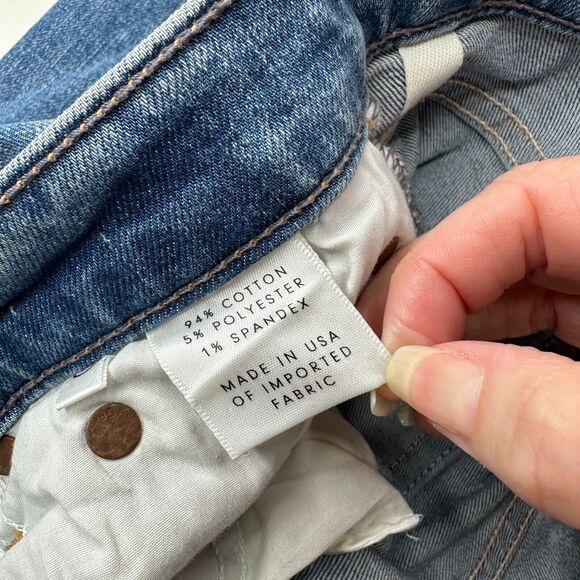 94% COTTON
5% POLYESTER
1% SPANDEX
MADE IN USA
OF IMPORTED
FABRIC